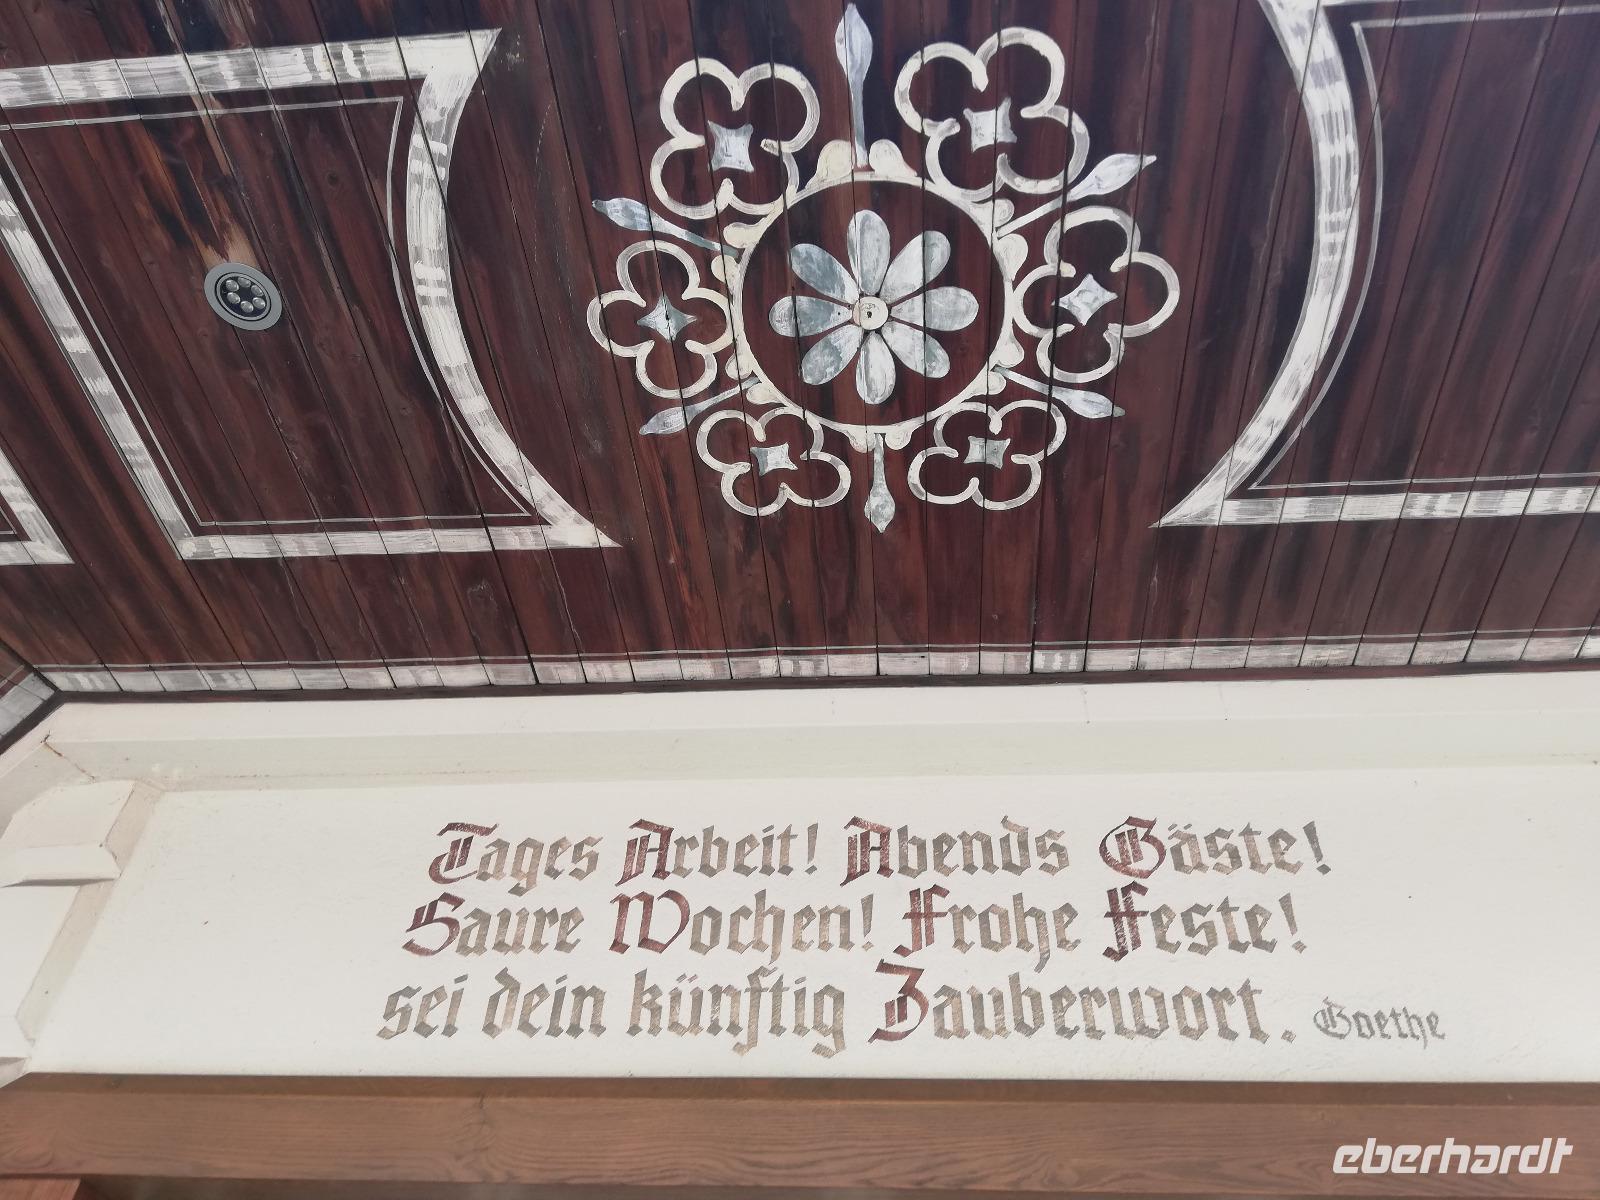 Tages Arbeit! Abends Gäste!
Saure Wochen! Frohe Feste!
sei dein künftig Zauberwort. Goethe
eberhardt